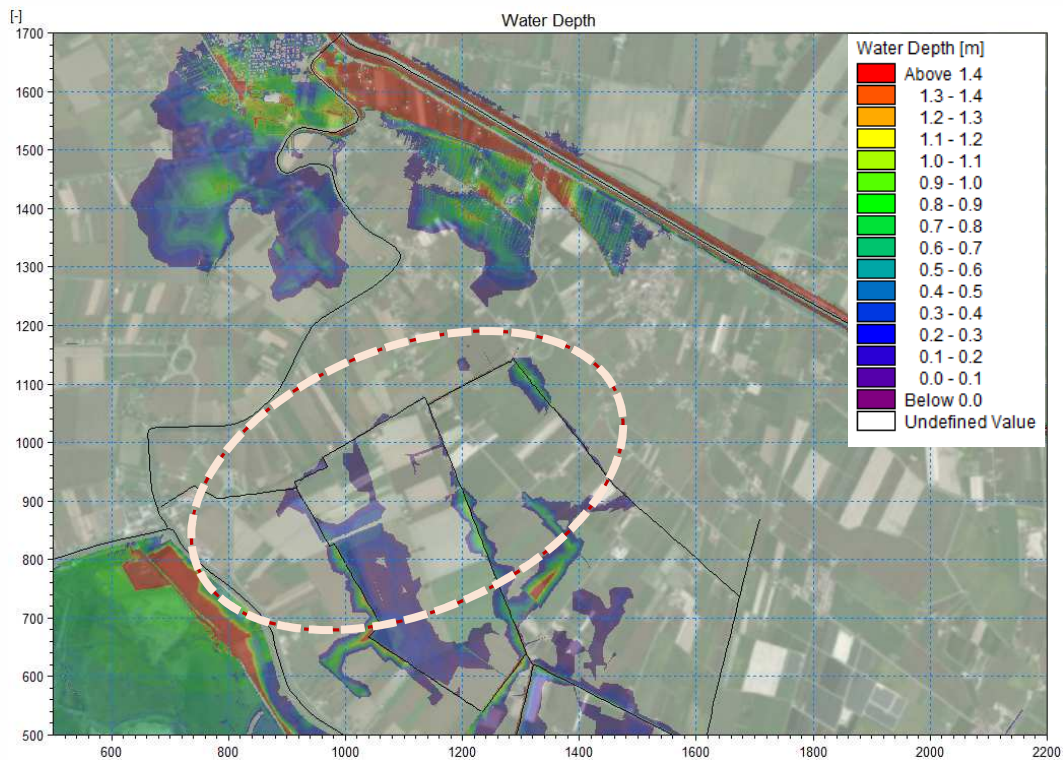 [-]
Water Depth
1700
1600
1500
1400
1300
1200
1100
1000
900
800
700
600
500
600
800
1000
1200
1400
1600
1800
2000
2200
Water Depth [m]
Above 1.4
1.3 - 1.4
1.2 - 1.3
1.1 - 1.2
1.0 - 1.1
0.9 - 1.0
0.8 - 0.9
0.7 - 0.8
0.6 - 0.7
0.5 - 0.6
0.4 - 0.5
0.3 - 0.4
0.2 - 0.3
0.1 - 0.2
0.0 - 0.1
Below 0.0
Undefined Value